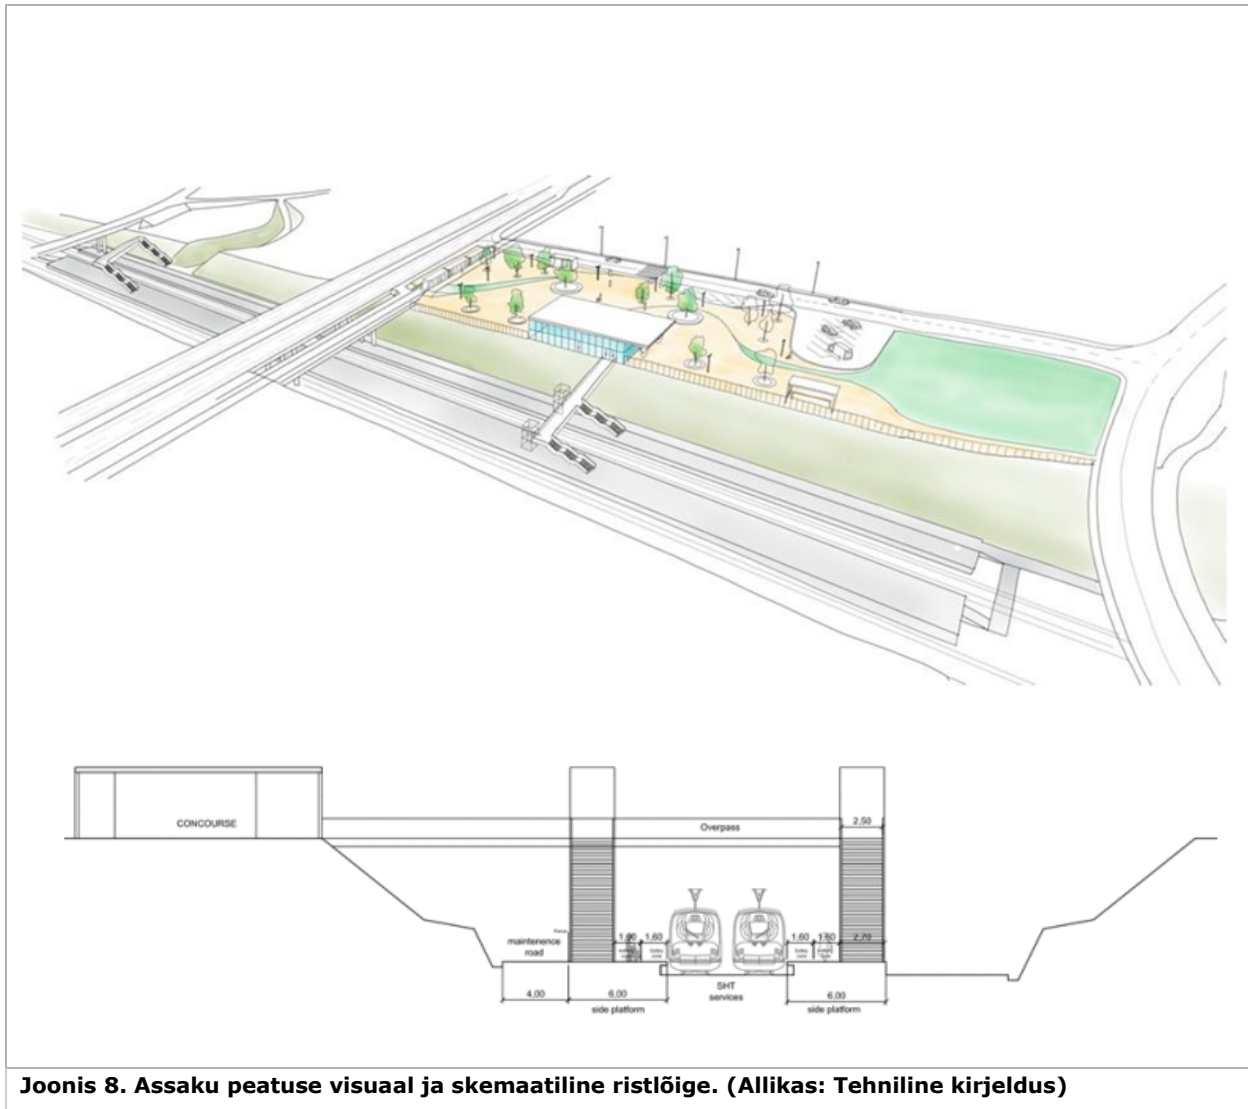 CONCOURSE
Overpass
2,50
Fence
maintenence
road
1,60
1,60
1,60
2,70
SHT
services
4,00
6,00
6,00
side platform
side platform
Joonis 8. Assaku peatuse visuaal ja skemaatiline ristlõige. (Allikas: Tehniline kirjeldus)